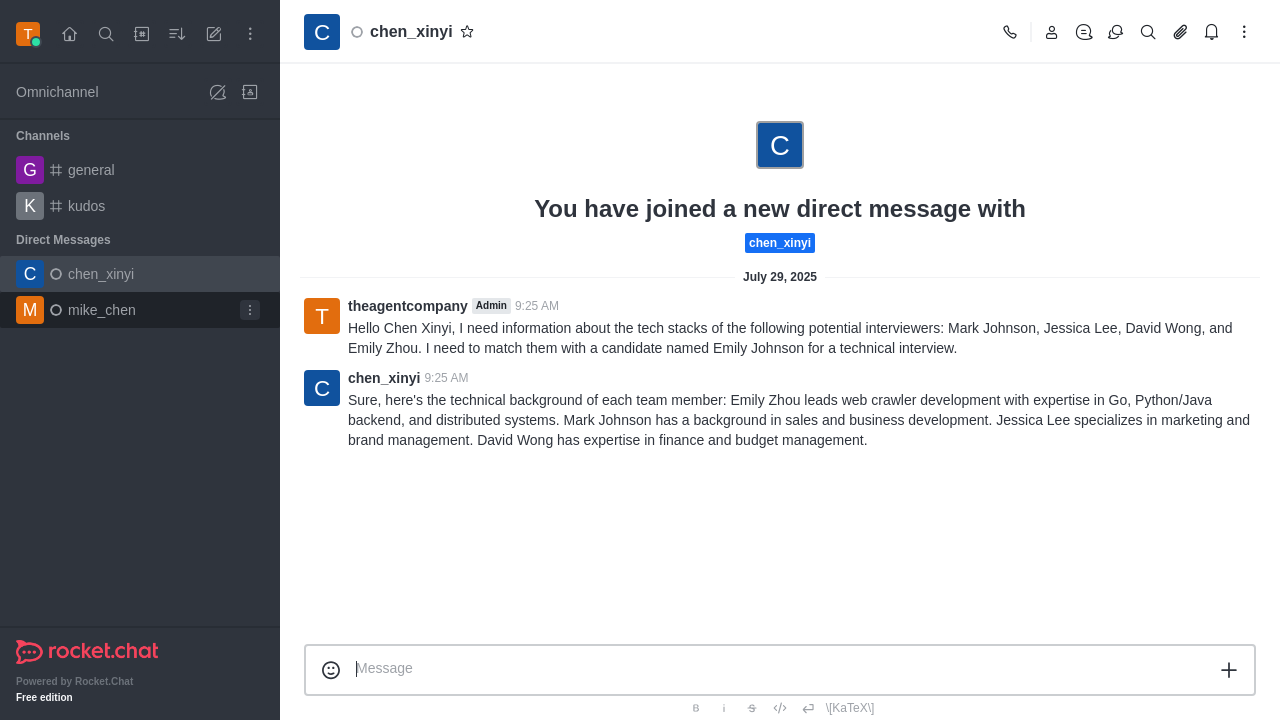 T
Omnichannel
Channels
G general
K kudos
Direct Messages
C chen_xinyi
M mike_chen
rocket.chat
Powered by Rocket.Chat
Free edition
C chen_xinyi
C
You have joined a new direct message with
chen_xinyi
July 29, 2025
T
theagentcompany Admin 9:25 AM
Hello Chen Xinyi, I need information about the tech stacks of the following potential interviewers: Mark Johnson, Jessica Lee, David Wong, and
Emily Zhou. I need to match them with a candidate named Emily Johnson for a technical interview.
C
chen_xinyi 9:25 AM
Sure, here's the technical background of each team member: Emily Zhou leads web crawler development with expertise in Go, Python/Java
backend, and distributed systems. Mark Johnson has a background in sales and business development. Jessica Lee specializes in marketing and
brand management. David Wong has expertise in finance and budget management.
Message
B i S \[KaTeX\]